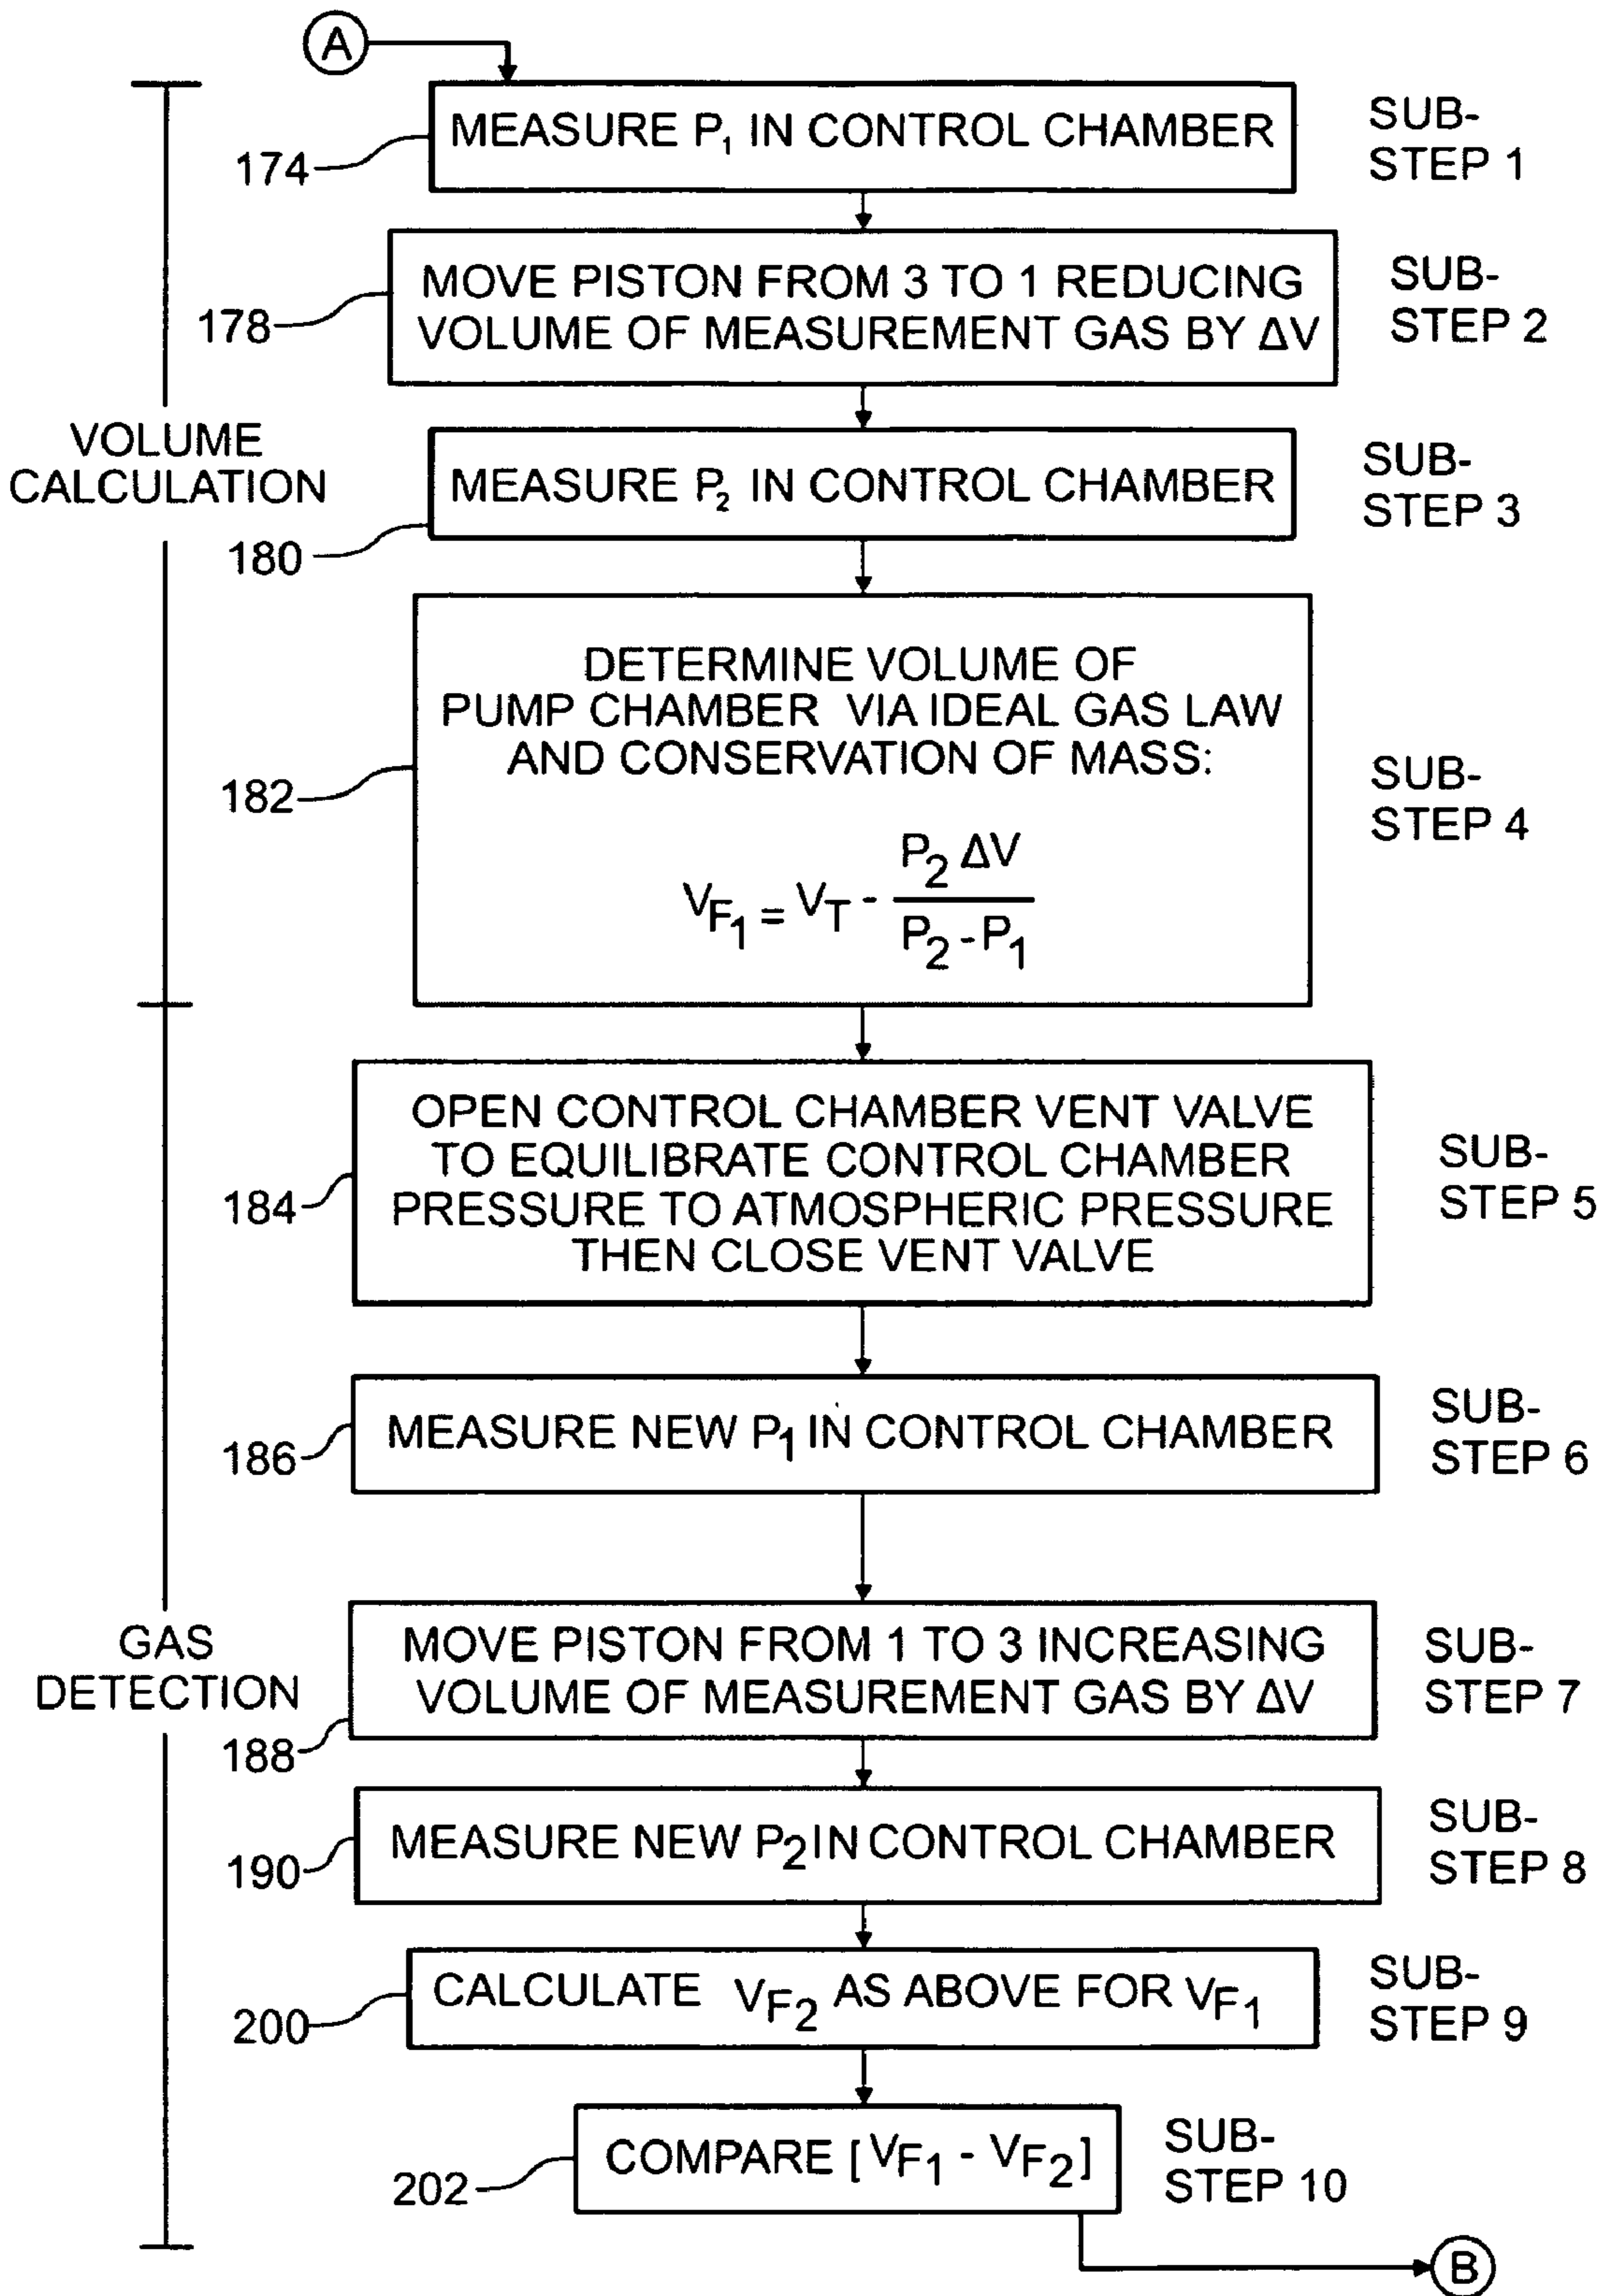 A
MEASURE P₁ IN CONTROL CHAMBER
SUB-
STEP 1
174
MOVE PISTON FROM 3 TO 1 REDUCING
VOLUME OF MEASUREMENT GAS BY ΔV
SUB-
STEP 2
178
VOLUME
CALCULATION
MEASURE P₂ IN CONTROL CHAMBER
SUB-
STEP 3
180
DETERMINE VOLUME OF
PUMP CHAMBER VIA IDEAL GAS LAW
AND CONSERVATION OF MASS:
V_F₁ = V_T - P₂ ΔV / P₂ - P₁
SUB-
STEP 4
182
OPEN CONTROL CHAMBER VENT VALVE
TO EQUILIBRATE CONTROL CHAMBER
PRESSURE TO ATMOSPHERIC PRESSURE
THEN CLOSE VENT VALVE
SUB-
STEP 5
184
MEASURE NEW P₁ IN CONTROL CHAMBER
SUB-
STEP 6
186
GAS
DETECTION
MOVE PISTON FROM 1 TO 3 INCREASING
VOLUME OF MEASUREMENT GAS BY ΔV
SUB-
STEP 7
188
MEASURE NEW P₂ IN CONTROL CHAMBER
SUB-
STEP 8
190
CALCULATE V_F₂ AS ABOVE FOR V_F₁
SUB-
STEP 9
200
COMPARE [V_F₁ - V_F₂]
SUB-
STEP 10
202
B